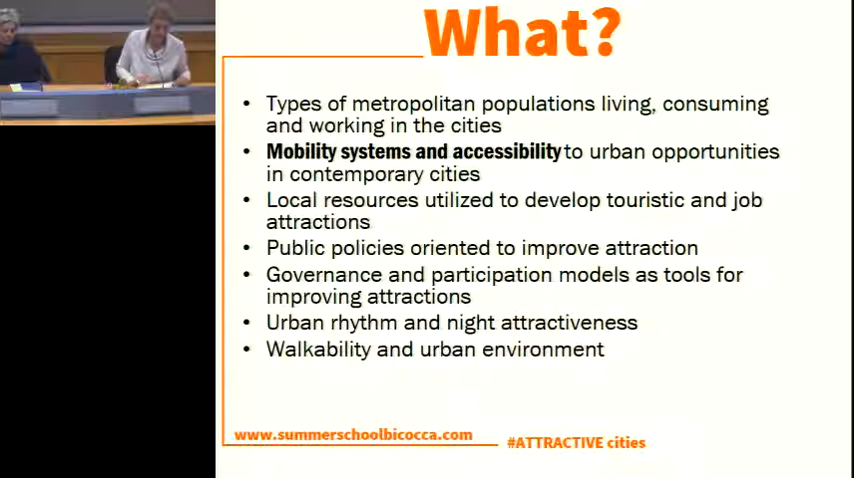 What?
• Types of metropolitan populations living, consuming
and working in the cities
• Mobility systems and accessibility to urban opportunities
in contemporary cities
• Local resources utilized to develop touristic and job
attractions
• Public policies oriented to improve attraction
• Governance and participation models as tools for
improving attractions
• Urban rhythm and night attractiveness
• Walkability and urban environment
www.summerschoolbicocca.com
#ATTRACTIVE cities